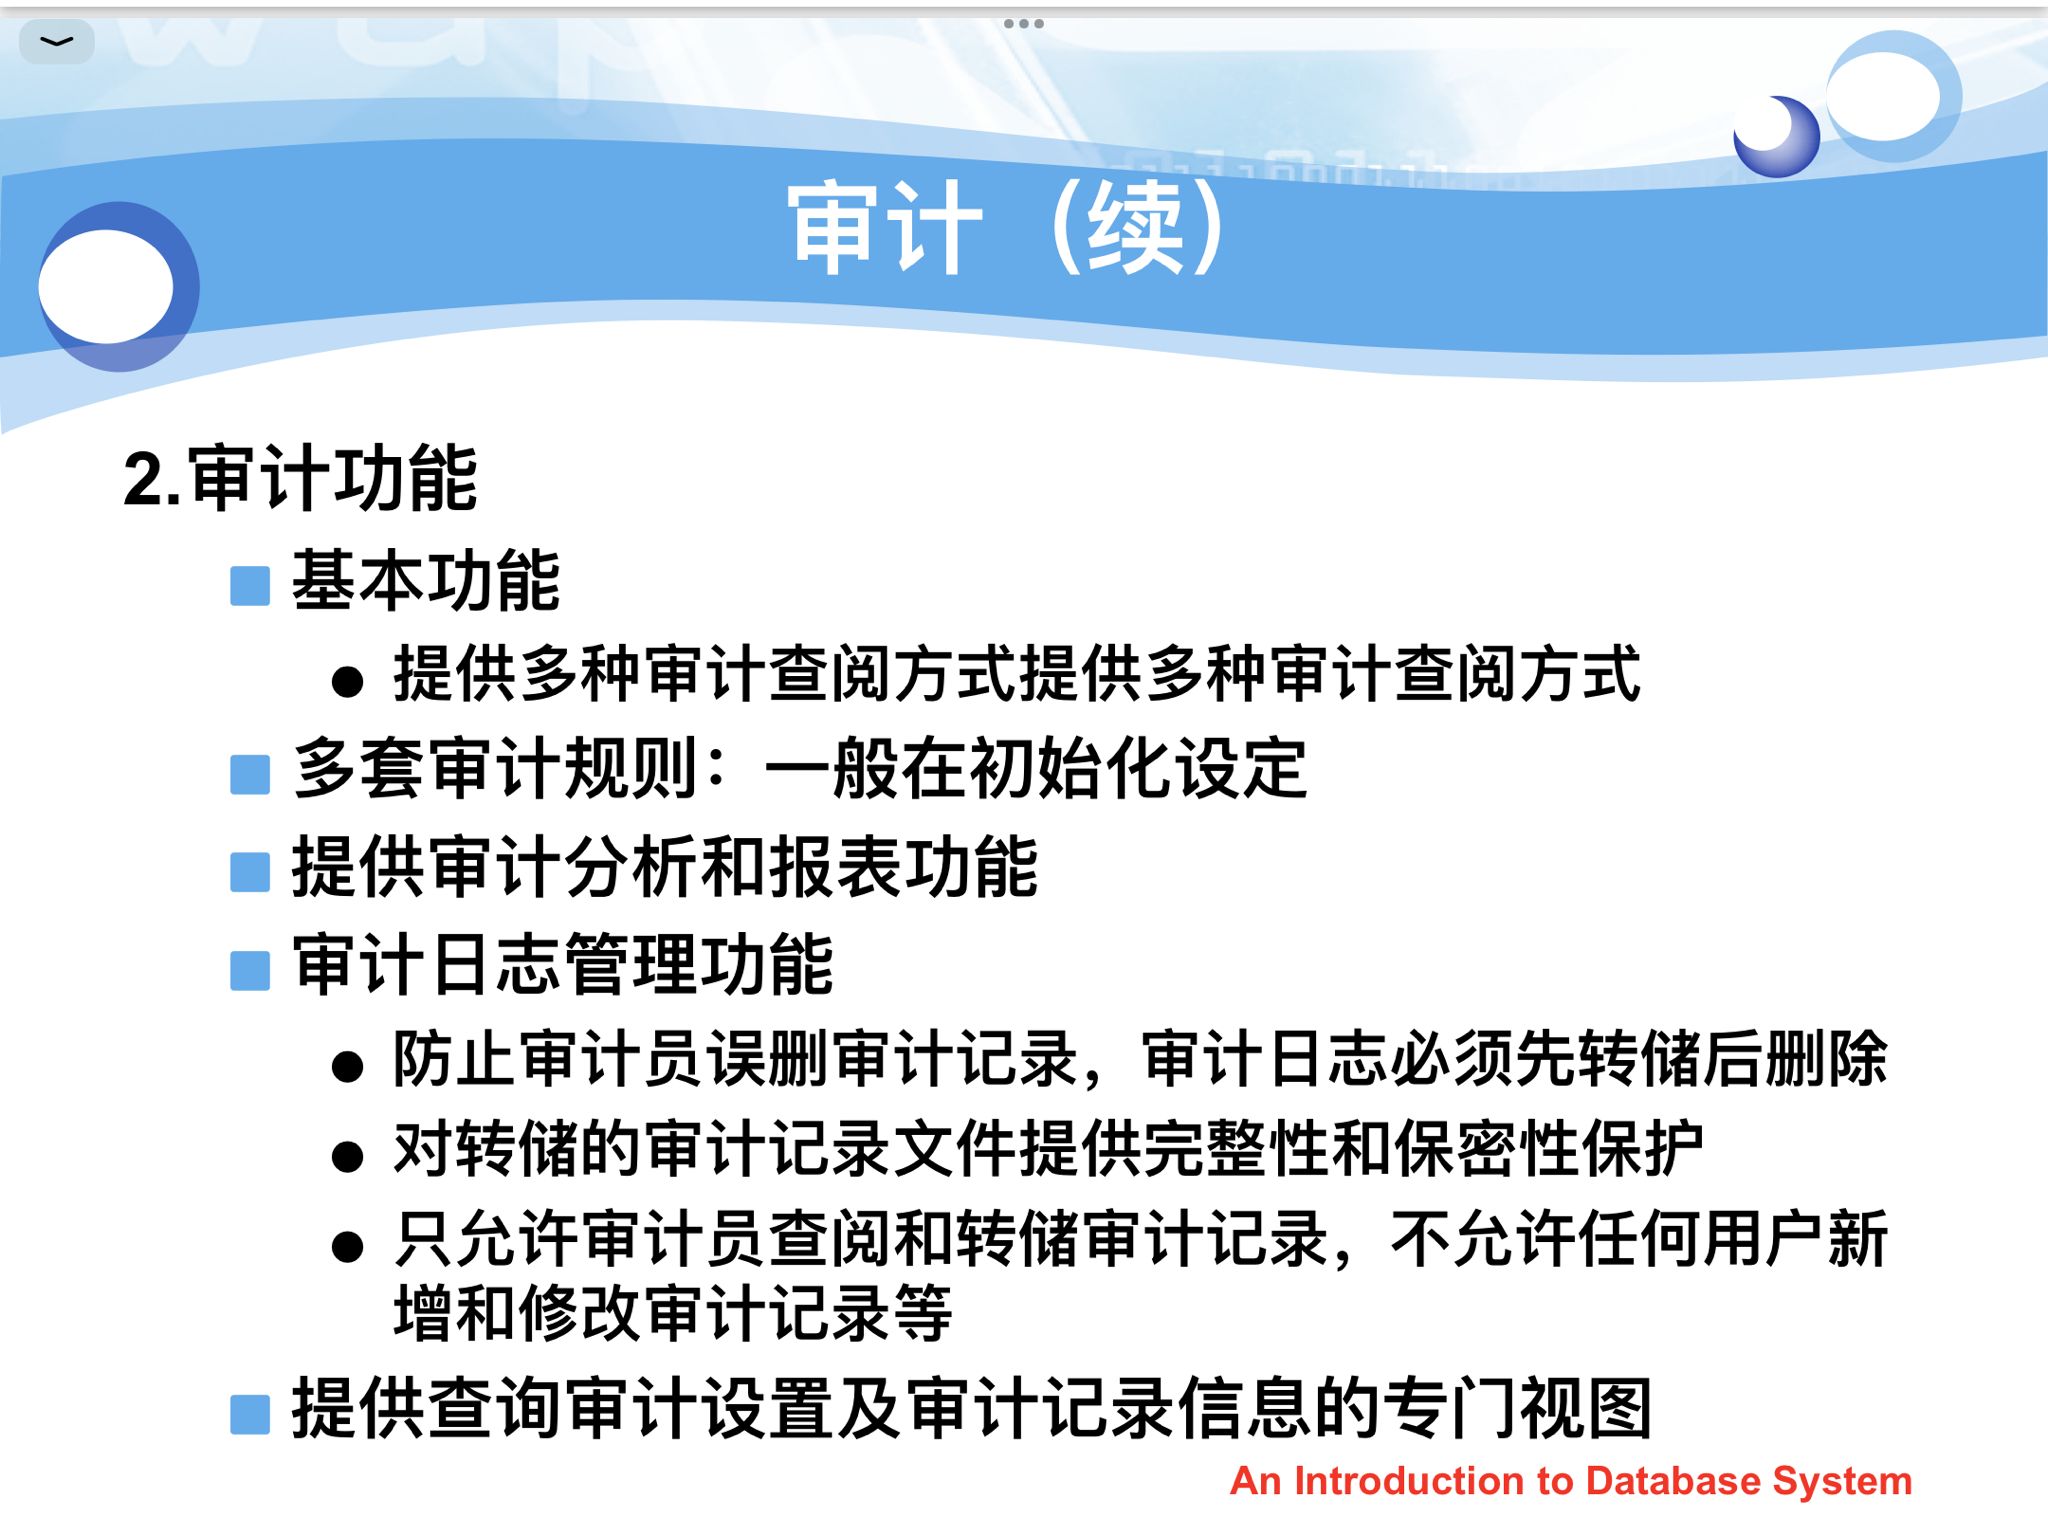 审计（续）
2.审计功能
基本功能
提供多种审计查阅方式提供多种审计查阅方式
多套审计规则：一般在初始化设定
提供审计分析和报表功能
审计日志管理功能
防止审计员误删审计记录，审计日志必须先转储后删除
对转储的审计记录文件提供完整性和保密性保护
只允许审计员查阅和转储审计记录，不允许任何用户新
增和修改审计记录等
提供查询审计设置及审计记录信息的专门视图
An Introduction to Database System